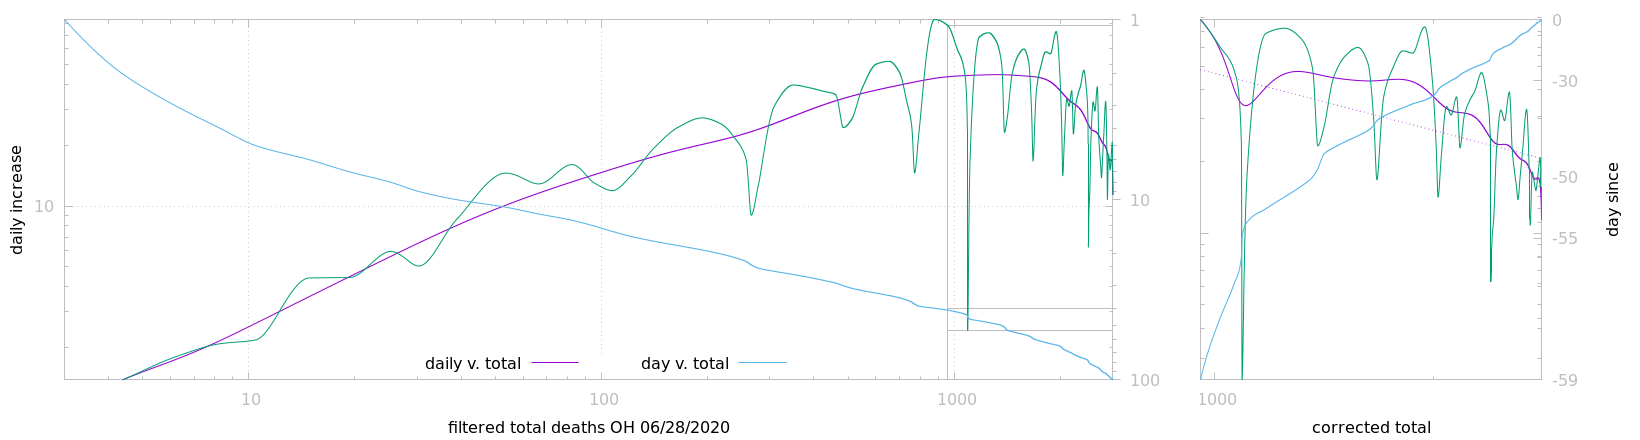 daily increase
10
daily v. total
day v. total
10
100
1000
filtered total deaths OH 06/28/2020
1
10
100
1000
corrected total
0
-30
-50
-55
-59
day since